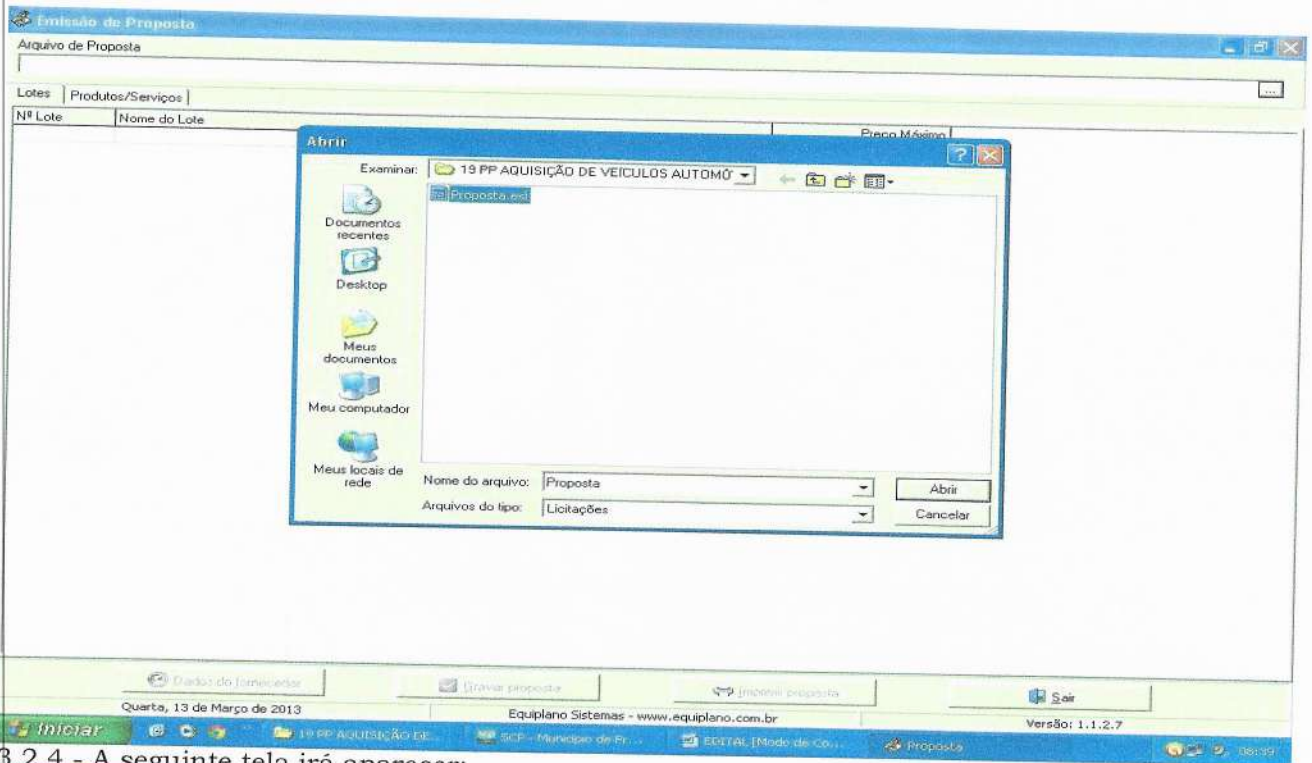 Emissão de Proposta
Arquivo de Proposta
...
Lotes Produtos/Serviços
Nº Lote Nome do Lote Preço Máximo
Abrir
Examinar: 19 PP AQUISIÇÃO DE VEÍCULOS AUTOMÓ
Proposta.esl
Documentos recentes
Desktop
Meus documentos
Meu computador
Meus locais de rede
Nome do arquivo: Proposta Abrir
Arquivos do tipo: Licitações Cancelar
Dados do fornecedor Gravar proposta Imprimir proposta Sair
Quarta, 13 de Março de 2013 Equiplano Sistemas - www.equiplano.com.br Versão: 1.1.2.7
Iniciar 19 PP AQUISIÇÃO DE... SCP - Município de Fr... EDITAL [Modo de Co... Proposta 08:39
3.2.4 - A seguinte tela irá aparecer: